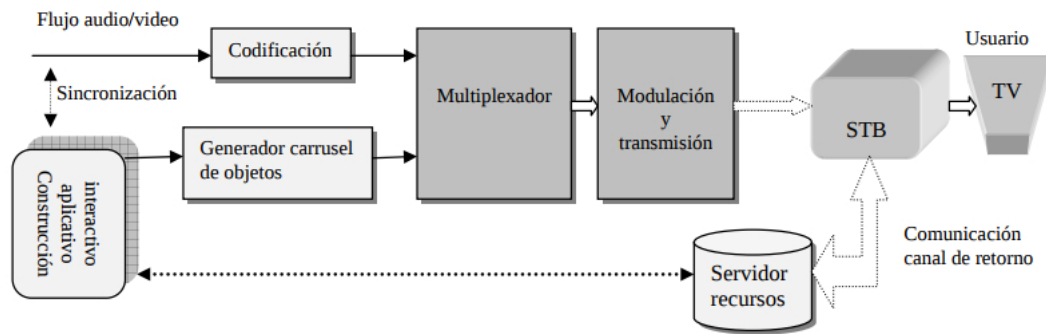 Flujo audio/video
Codificación
Sincronización
Multiplexador
Modulación
y
transmisión
Usuario
TV
STB
Generador carrusel
de objetos
Construcción
aplicativo
interactivo
Servidor
recursos
Comunicación
canal de retorno